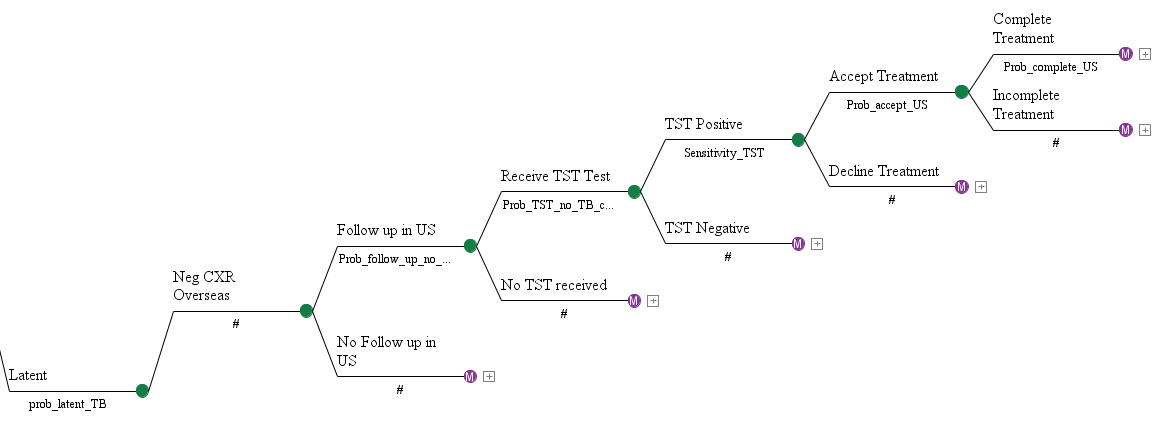 Complete
Treatment
M
Prob_complete_US
Accept Treatment
Prob_accept_US
Incomplete
Treatment
M
#
TST Positive
Sensitivity_TST
Decline Treatment
M
#
Receive TST Test
Prob_TST_no_TB_c...
TST Negative
M
#
Follow up in US
Prob_follow_up_no_...
No TST received
M
#
Neg CXR
Overseas
#
No Follow up in
US
M
#
Latent
prob_latent_TB